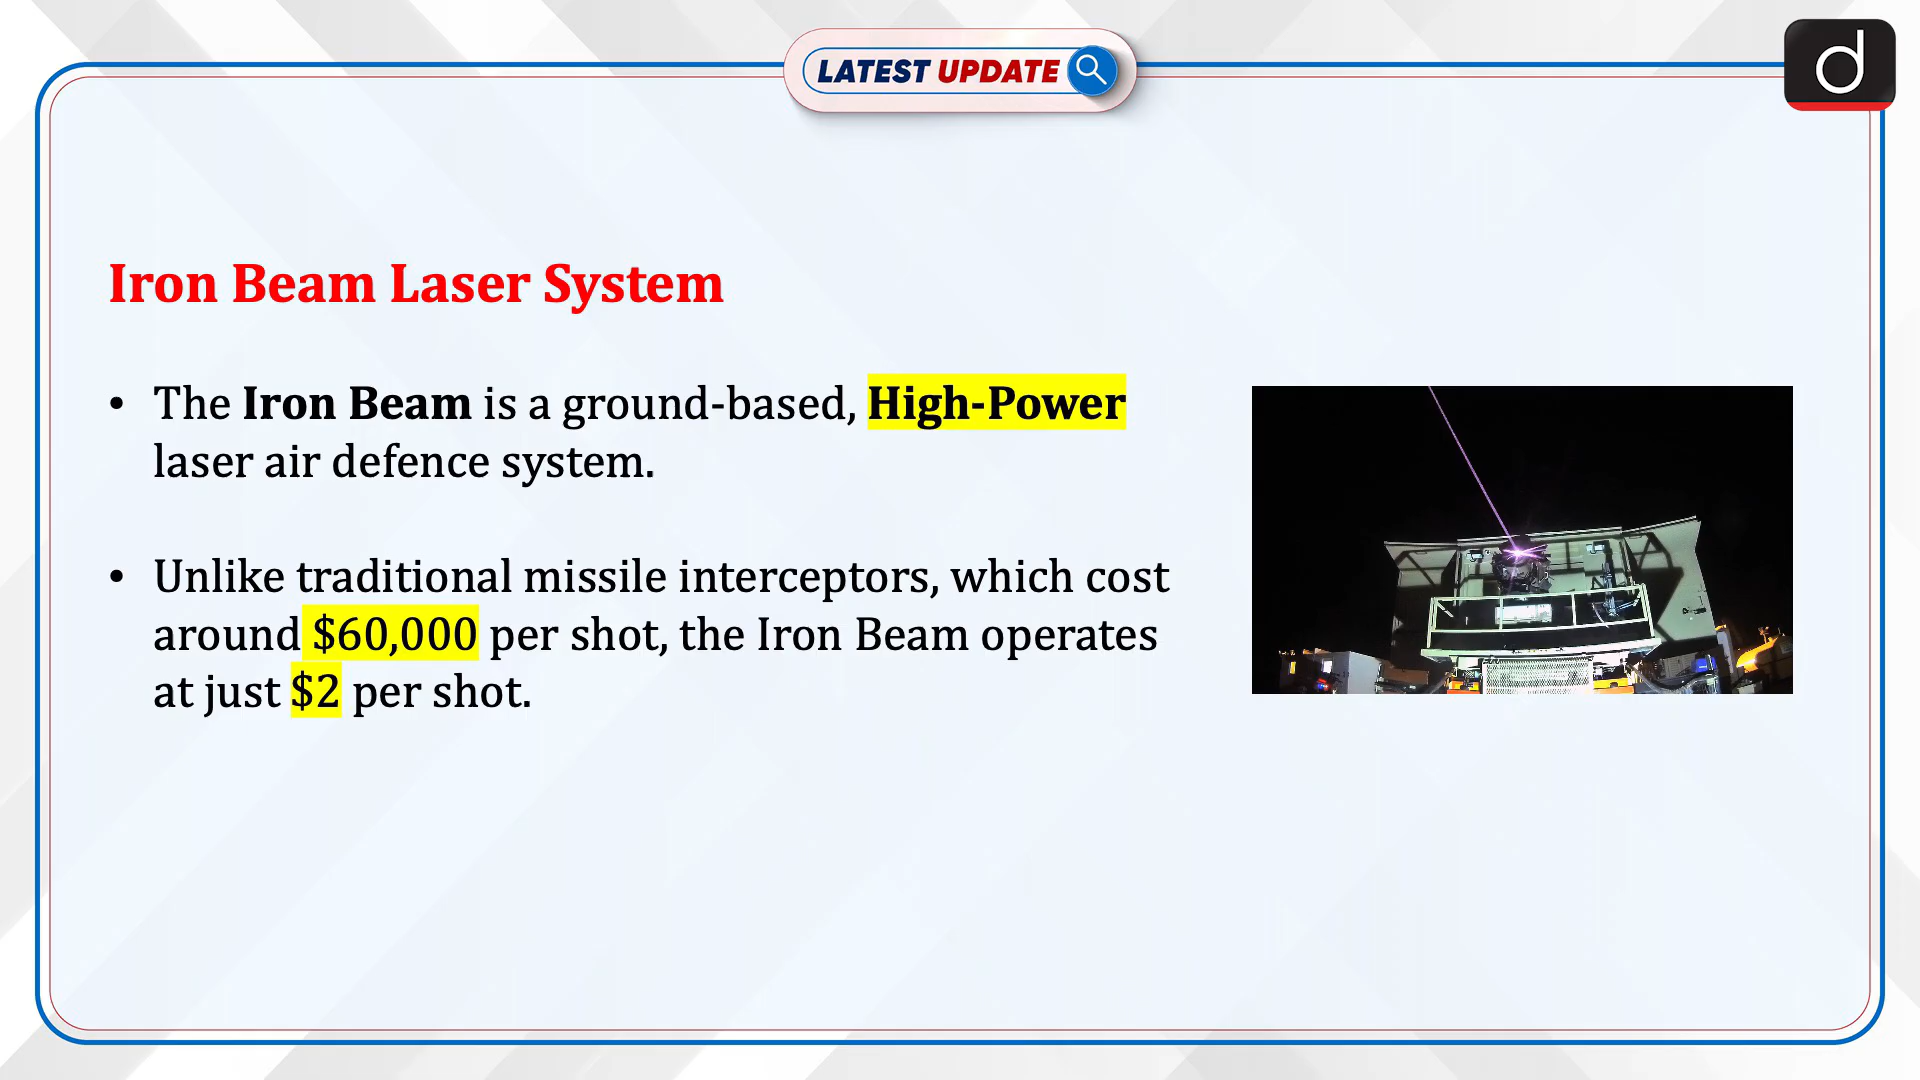 LATEST UPDATE
d
Iron Beam Laser System
• The Iron Beam is a ground-based, High-Power
laser air defence system.
• Unlike traditional missile interceptors, which cost
around $60,000 per shot, the Iron Beam operates
at just $2 per shot.